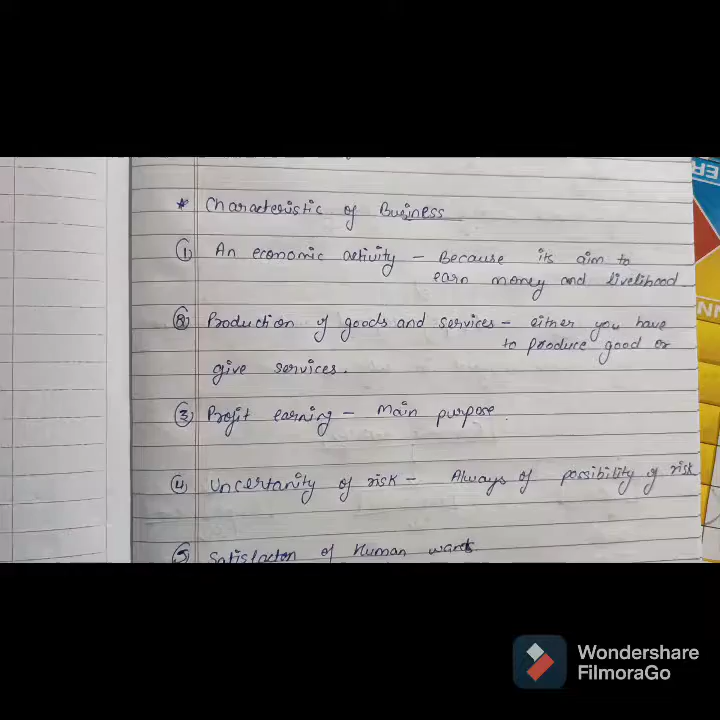 * Characteristic of Business
① An economic activity - Because its aim to
earn money and livelihood
② Production of goods and services - either you have
to produce good or
give services.
③ Profit earning - main purpose.
④ Uncertanity of risk - Always of possibility of risk
⑤ Satisfacton of Human wants
Wondershare
FilmoraGo